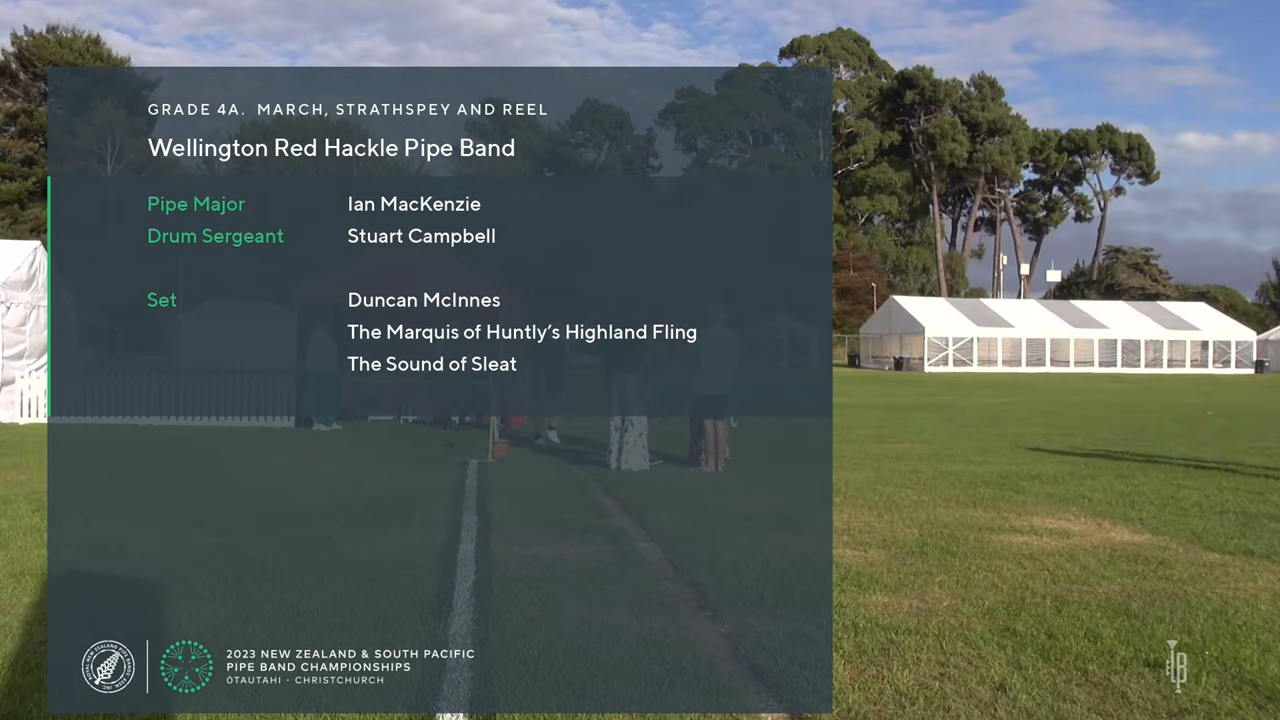 GRADE 4A. MARCH, STRATHSPEY AND REEL
Wellington Red Hackle Pipe Band
Pipe Major Ian MacKenzie
Drum Sergeant Stuart Campbell
Set Duncan McInnes
The Marquis of Huntly's Highland Fling
The Sound of Sleat
2023 NEW ZEALAND & SOUTH PACIFIC
PIPE BAND CHAMPIONSHIPS
ŌTAUTAHI · CHRISTCHURCH